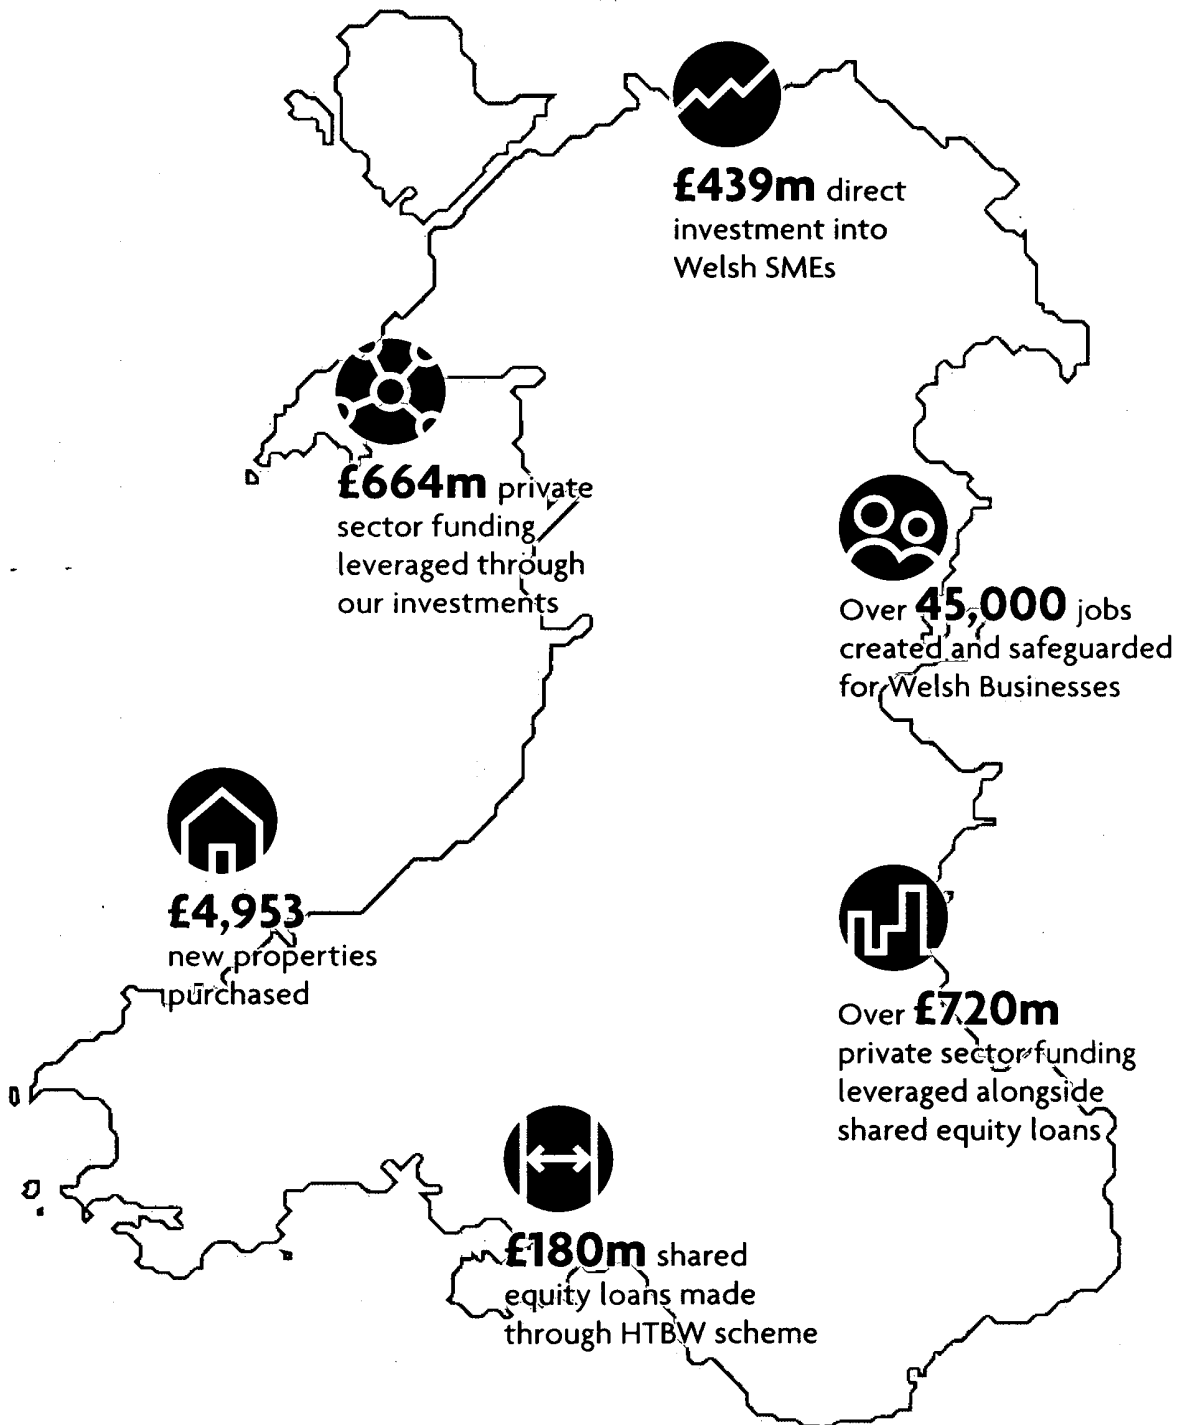 £439m direct
investment into
Welsh SMEs
£664m private
sector funding
leveraged through
our investments
Over 45,000 jobs
created and safeguarded
for Welsh Businesses
£4,953
new properties
purchased
Over £720m
private sector funding
leveraged alongside
shared equity loans
£180m shared
equity loans made
through HTBW scheme